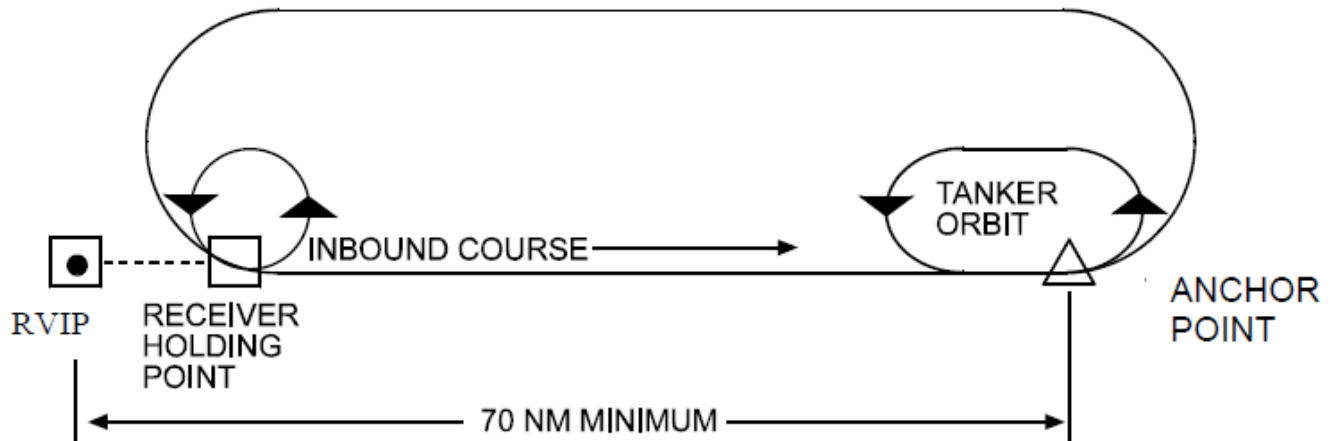 TANKER
ORBIT
INBOUND COURSE
RVIP
RECEIVER
HOLDING
POINT
ANCHOR
POINT
70 NM MINIMUM